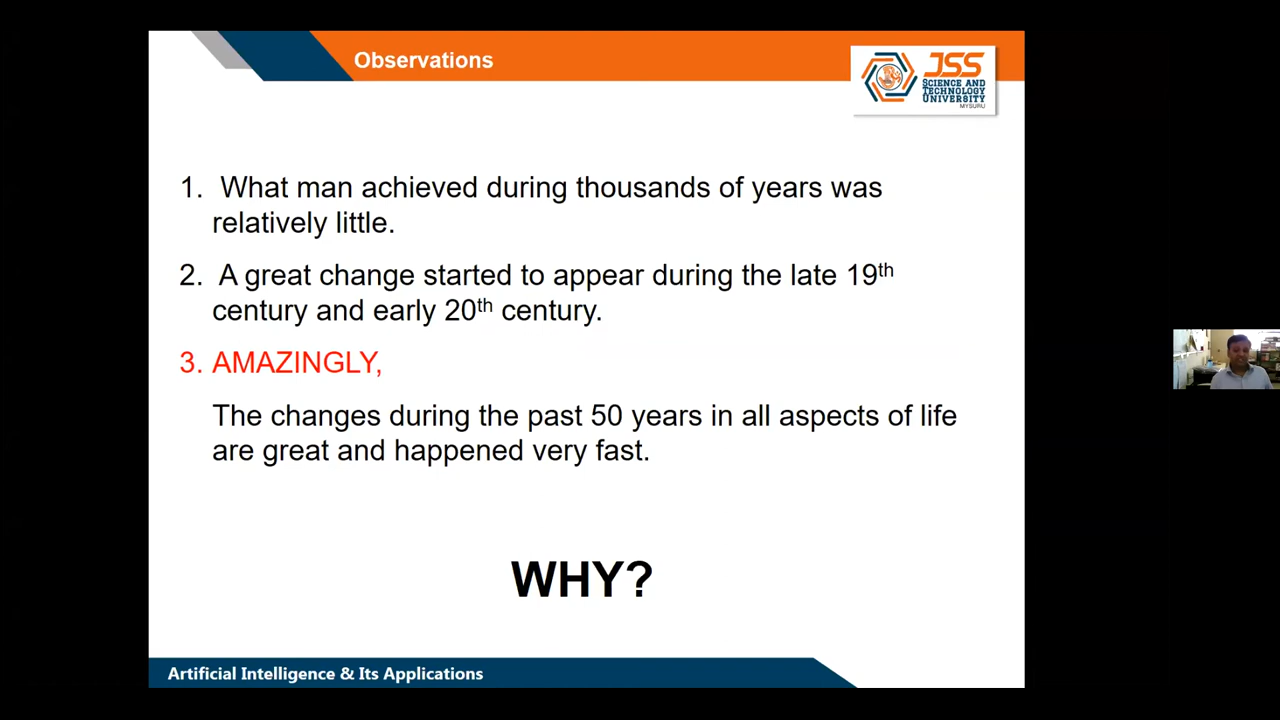 Observations
JSS
SCIENCE AND
TECHNOLOGY
UNIVERSITY
MYSURU
1. What man achieved during thousands of years was
relatively little.
2. A great change started to appear during the late 19th
century and early 20th century.
3. AMAZINGLY,
The changes during the past 50 years in all aspects of life
are great and happened very fast.
WHY?
Artificial Intelligence & Its Applications